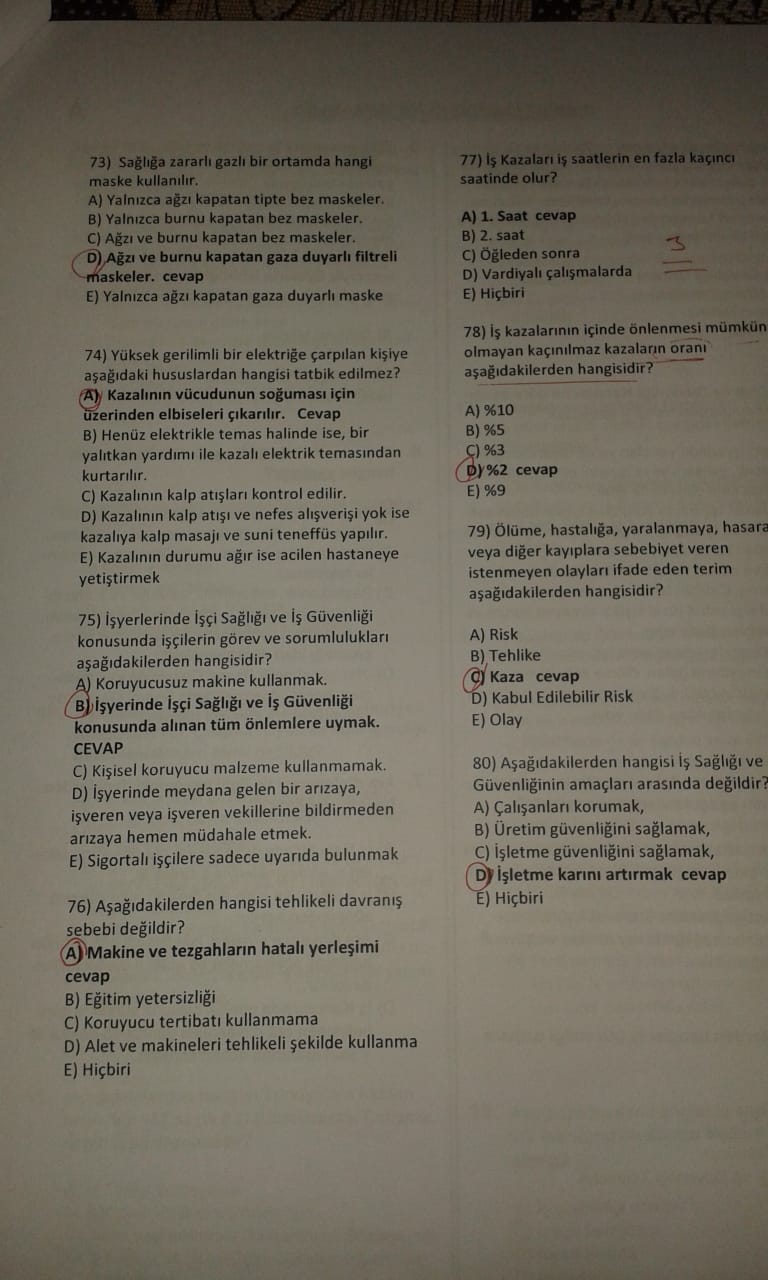 73) Sağlığa zararlı gazlı bir ortamda hangi
maske kullanılır.
A) Yalnızca ağzı kapatan tipte bez maskeler.
B) Yalnızca burnu kapatan bez maskeler.
C) Ağzı ve burnu kapatan bez maskeler.
D) Ağzı ve burnu kapatan gaza duyarlı filtreli
maskeler. cevap
E) Yalnızca ağzı kapatan gaza duyarlı maske
74) Yüksek gerilimli bir elektriğe çarpılan kişiye
aşağıdaki hususlardan hangisi tatbik edilmez?
A) Kazalının vücudunun soğuması için
üzerinden elbiseleri çıkarılır. Cevap
B) Henüz elektrikle temas halinde ise, bir
yalıtkan yardımı ile kazalı elektrik temasından
kurtarılır.
C) Kazalının kalp atışları kontrol edilir.
D) Kazalının kalp atışı ve nefes alışverişi yok ise
kazalıya kalp masajı ve suni teneffüs yapılır.
E) Kazalının durumu ağır ise acilen hastaneye
yetiştirmek
75) İşyerlerinde İşçi Sağlığı ve İş Güvenliği
konusunda işçilerin görev ve sorumlulukları
aşağıdakilerden hangisidir?
A) Koruyucusuz makine kullanmak.
B) İşyerinde İşçi Sağlığı ve İş Güvenliği
konusunda alınan tüm önlemlere uymak.
CEVAP
C) Kişisel koruyucu malzeme kullanmamak.
D) İşyerinde meydana gelen bir arızaya,
işveren veya işveren vekillerine bildirmeden
arızaya hemen müdahale etmek.
E) Sigortalı işçilere sadece uyarıda bulunmak
76) Aşağıdakilerden hangisi tehlikeli davranış
sebebi değildir?
A) Makine ve tezgahların hatalı yerleşimi
cevap
B) Eğitim yetersizliği
C) Koruyucu tertibatı kullanmama
D) Alet ve makineleri tehlikeli şekilde kullanma
E) Hiçbiri
77) İş Kazaları iş saatlerin en fazla kaçıncı
saatinde olur?
A) 1. Saat cevap
B) 2. saat
C) Öğleden sonra
D) Vardiyalı çalışmalarda
E) Hiçbiri
3
78) İş kazalarının içinde önlenmesi mümkün
olmayan kaçınılmaz kazaların oranı
aşağıdakilerden hangisidir?
A) %10
B) %5
C) %3
D) %2 cevap
E) %9
79) Ölüme, hastalığa, yaralanmaya, hasara
veya diğer kayıplara sebebiyet veren
istenmeyen olayları ifade eden terim
aşağıdakilerden hangisidir?
A) Risk
B) Tehlike
C) Kaza cevap
D) Kabul Edilebilir Risk
E) Olay
80) Aşağıdakilerden hangisi İş Sağlığı ve
Güvenliğinin amaçları arasında değildir?
A) Çalışanları korumak,
B) Üretim güvenliğini sağlamak,
C) İşletme güvenliğini sağlamak,
D) İşletme karını artırmak cevap
E) Hiçbiri